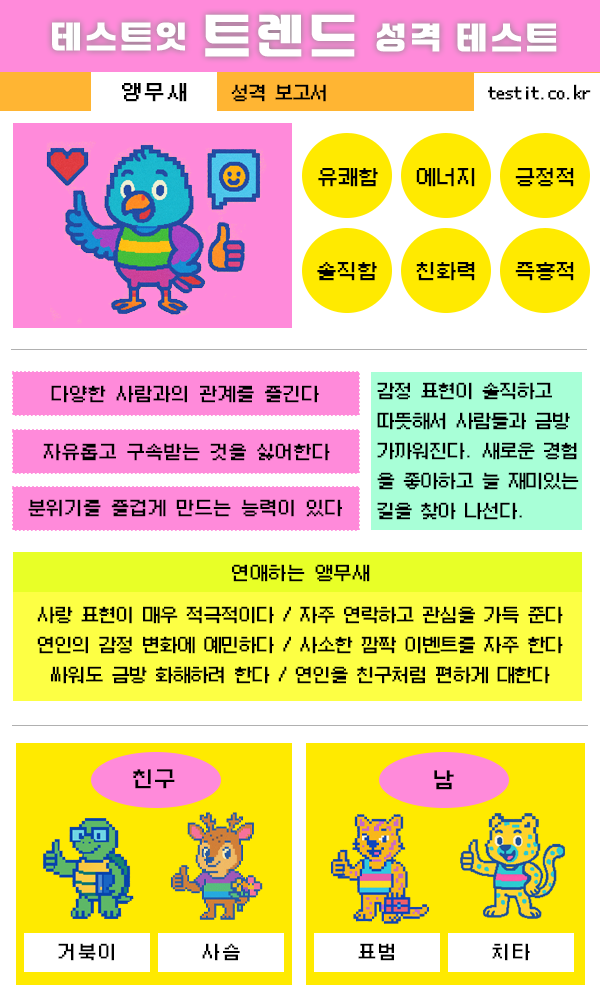 테스트잇 트렌드 성격 테스트
앵무새 성격 보고서 testit.co.kr
유쾌함 에너지 긍정적
솔직함 친화력 즉흥적
다양한 사람과의 관계를 즐긴다
자유롭고 구속받는 것을 싫어한다
분위기를 즐겁게 만드는 능력이 있다
감정 표현이 솔직하고
따뜻해서 사람들과 금방
가까워진다. 새로운 경험
을 좋아하고 늘 재미있는
길을 찾아 나선다.
연애하는 앵무새
사랑 표현이 매우 적극적이다 / 자주 연락하고 관심을 가득 준다
연인의 감정 변화에 예민하다 / 사소한 깜짝 이벤트를 자주 한다
싸워도 금방 화해하려 한다 / 연인을 친구처럼 편하게 대한다
친구
거북이 사슴
남
표범 치타